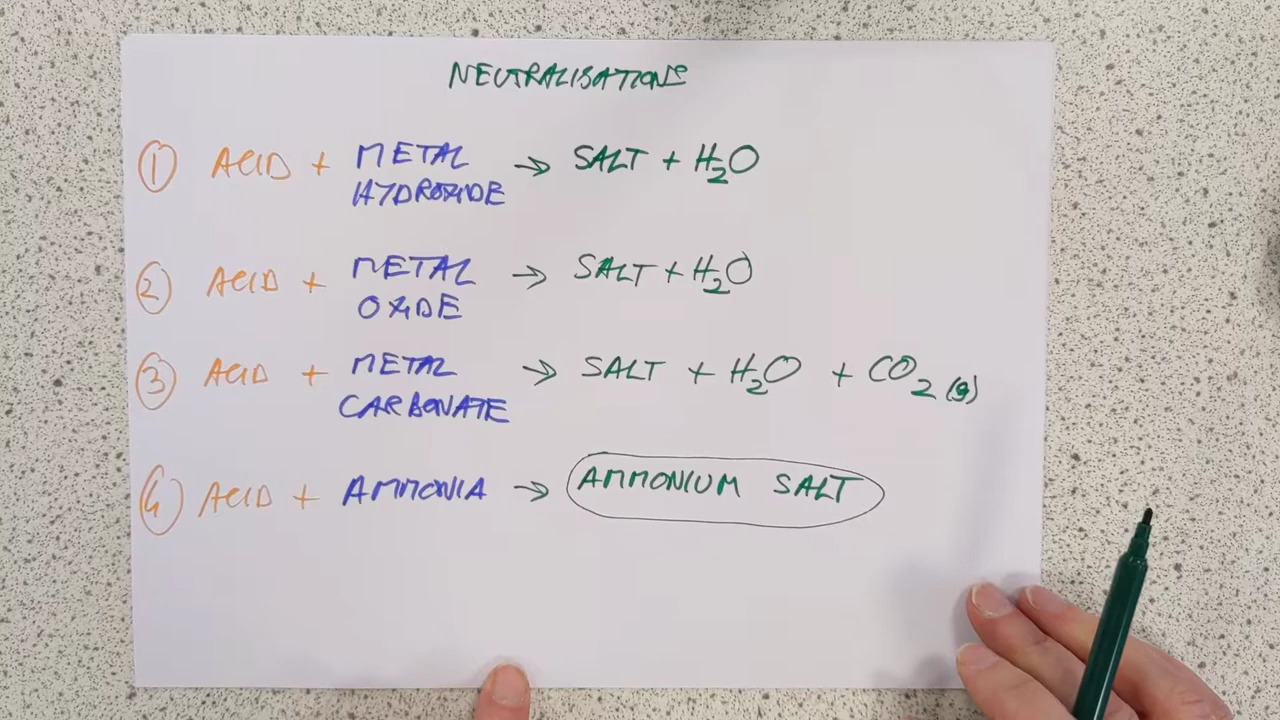 NEUTRALISATIONS
① ACID + METAL HYDROXIDE → SALT + H₂O
② ACID + METAL OXIDE → SALT + H₂O
③ ACID + METAL CARBONATE → SALT + H₂O + CO₂(g)
④ ACID + AMMONIA → AMMONIUM SALT